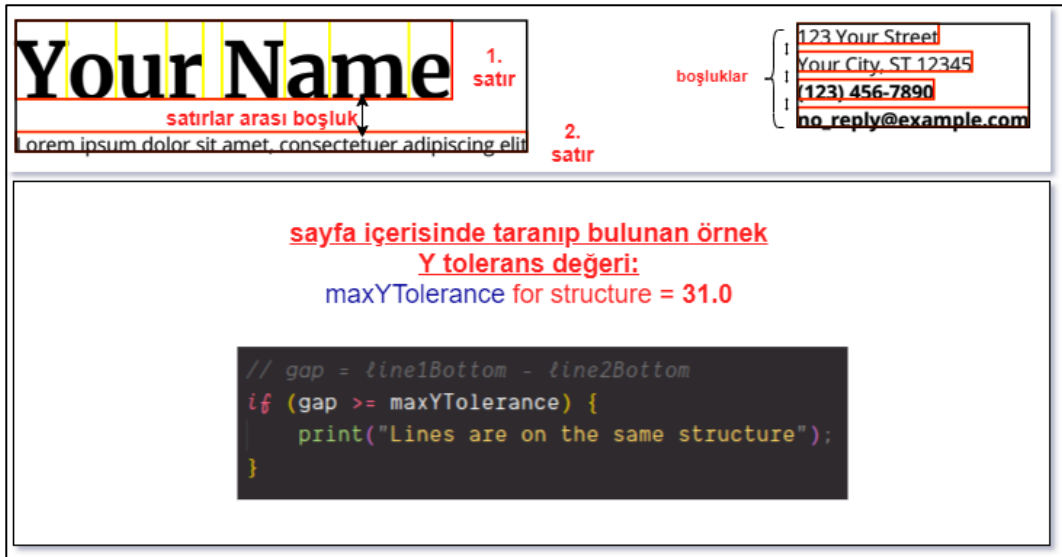 Your Name
1.
satır
satırlar arası boşluk
Lorem ipsum dolor sit amet, consectetuer adipiscing elit
2.
satır
boşluklar
123 Your Street
Your City, ST 12345
(123) 456-7890
no_reply@example.com
sayfa içerisinde taranıp bulunan örnek
Y tolerans değeri:
maxYTolerance for structure = 31.0
// gap = line1Bottom - line2Bottom
if (gap >= maxYTolerance) {
print("Lines are on the same structure");
}